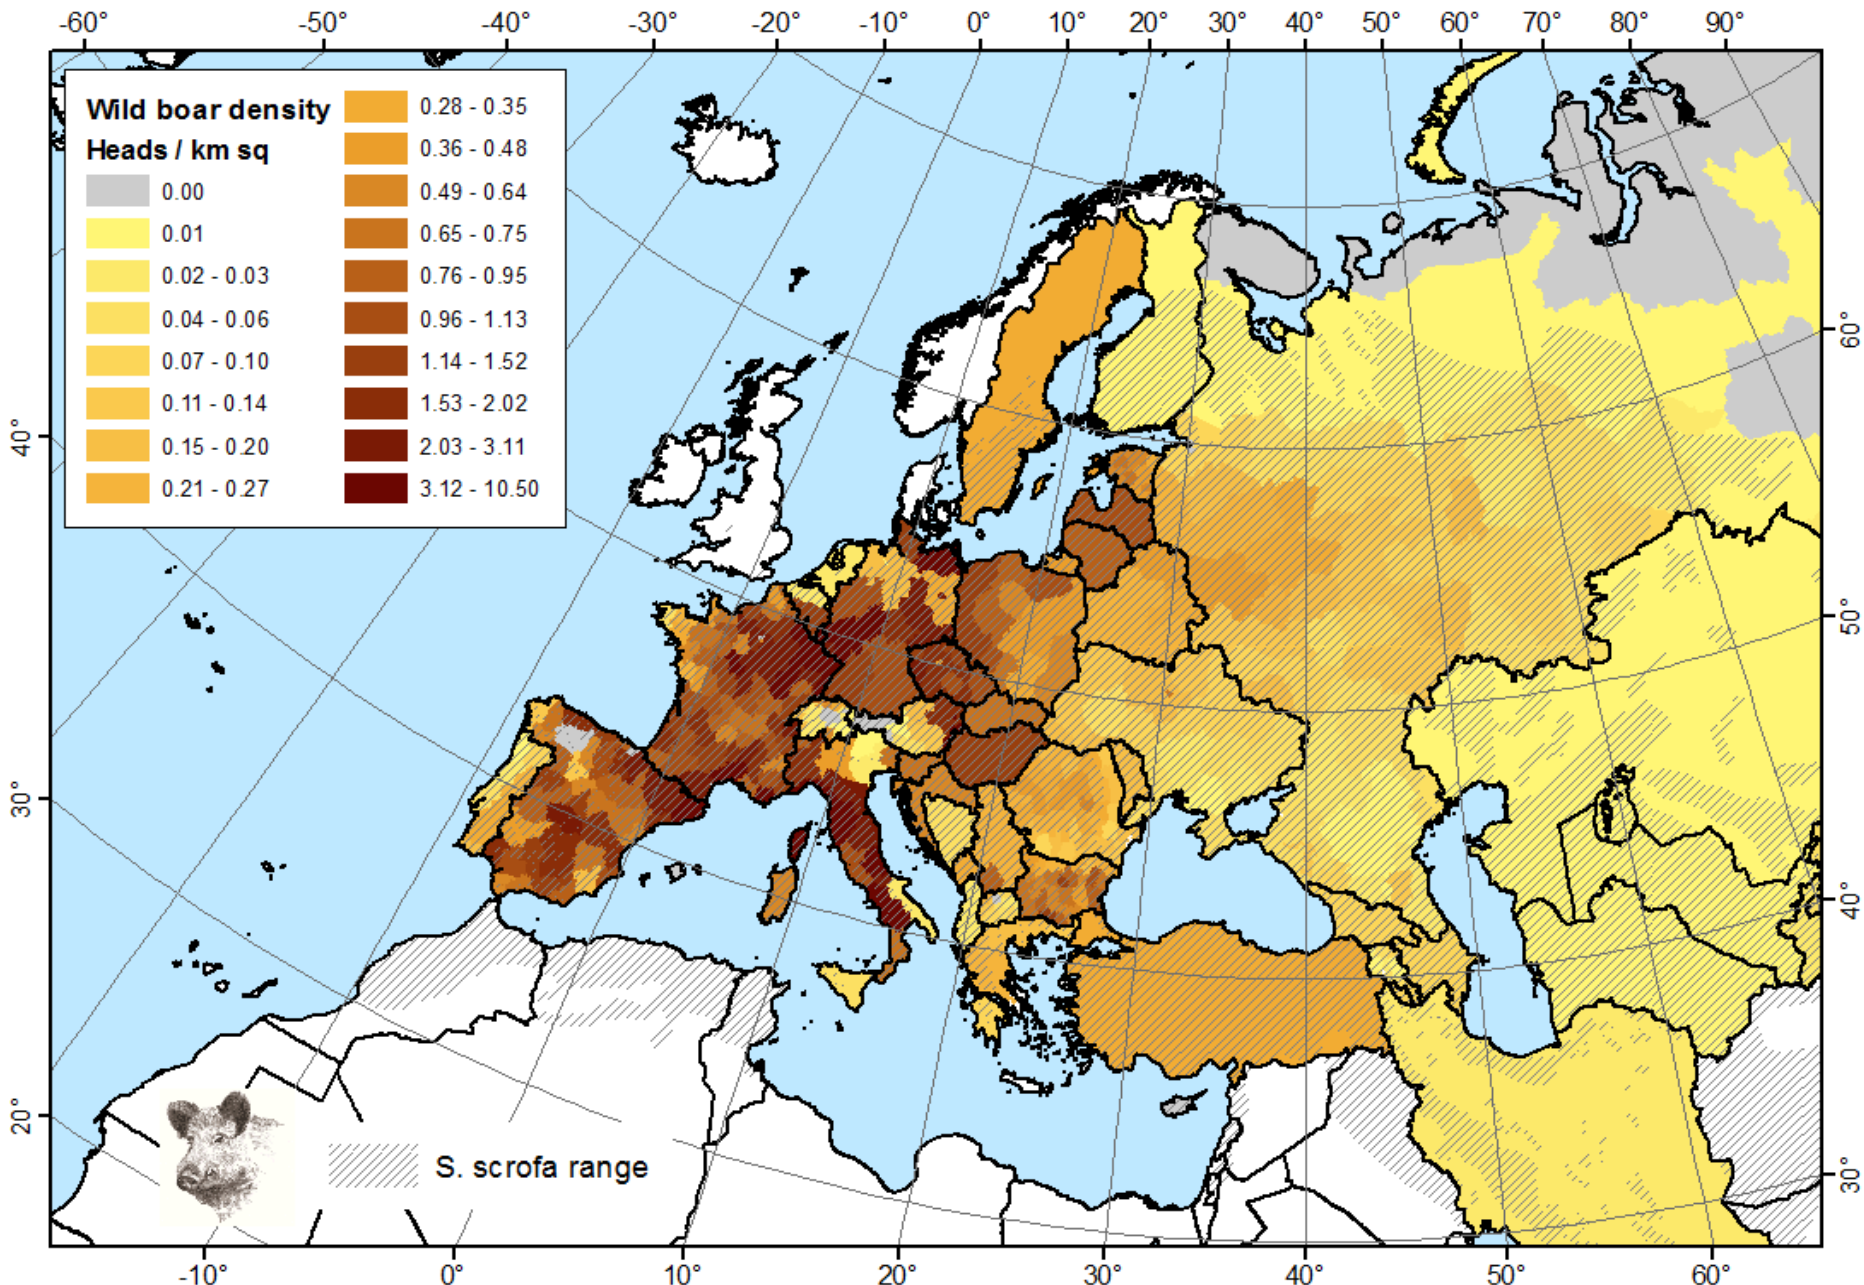 -60° -50° -40° -30° -20° -10° 0° 10° 20° 30° 40° 50° 60° 70° 80° 90°
Wild boar density
Heads / km sq
0.00
0.01
0.02 - 0.03
0.04 - 0.06
0.07 - 0.10
0.11 - 0.14
0.15 - 0.20
0.21 - 0.27
0.28 - 0.35
0.36 - 0.48
0.49 - 0.64
0.65 - 0.75
0.76 - 0.95
0.96 - 1.13
1.14 - 1.52
1.53 - 2.02
2.03 - 3.11
3.12 - 10.50
40°
30°
20°
60°
50°
40°
30°
S. scrofa range
-10° 0° 10° 20° 30° 40° 50° 60°